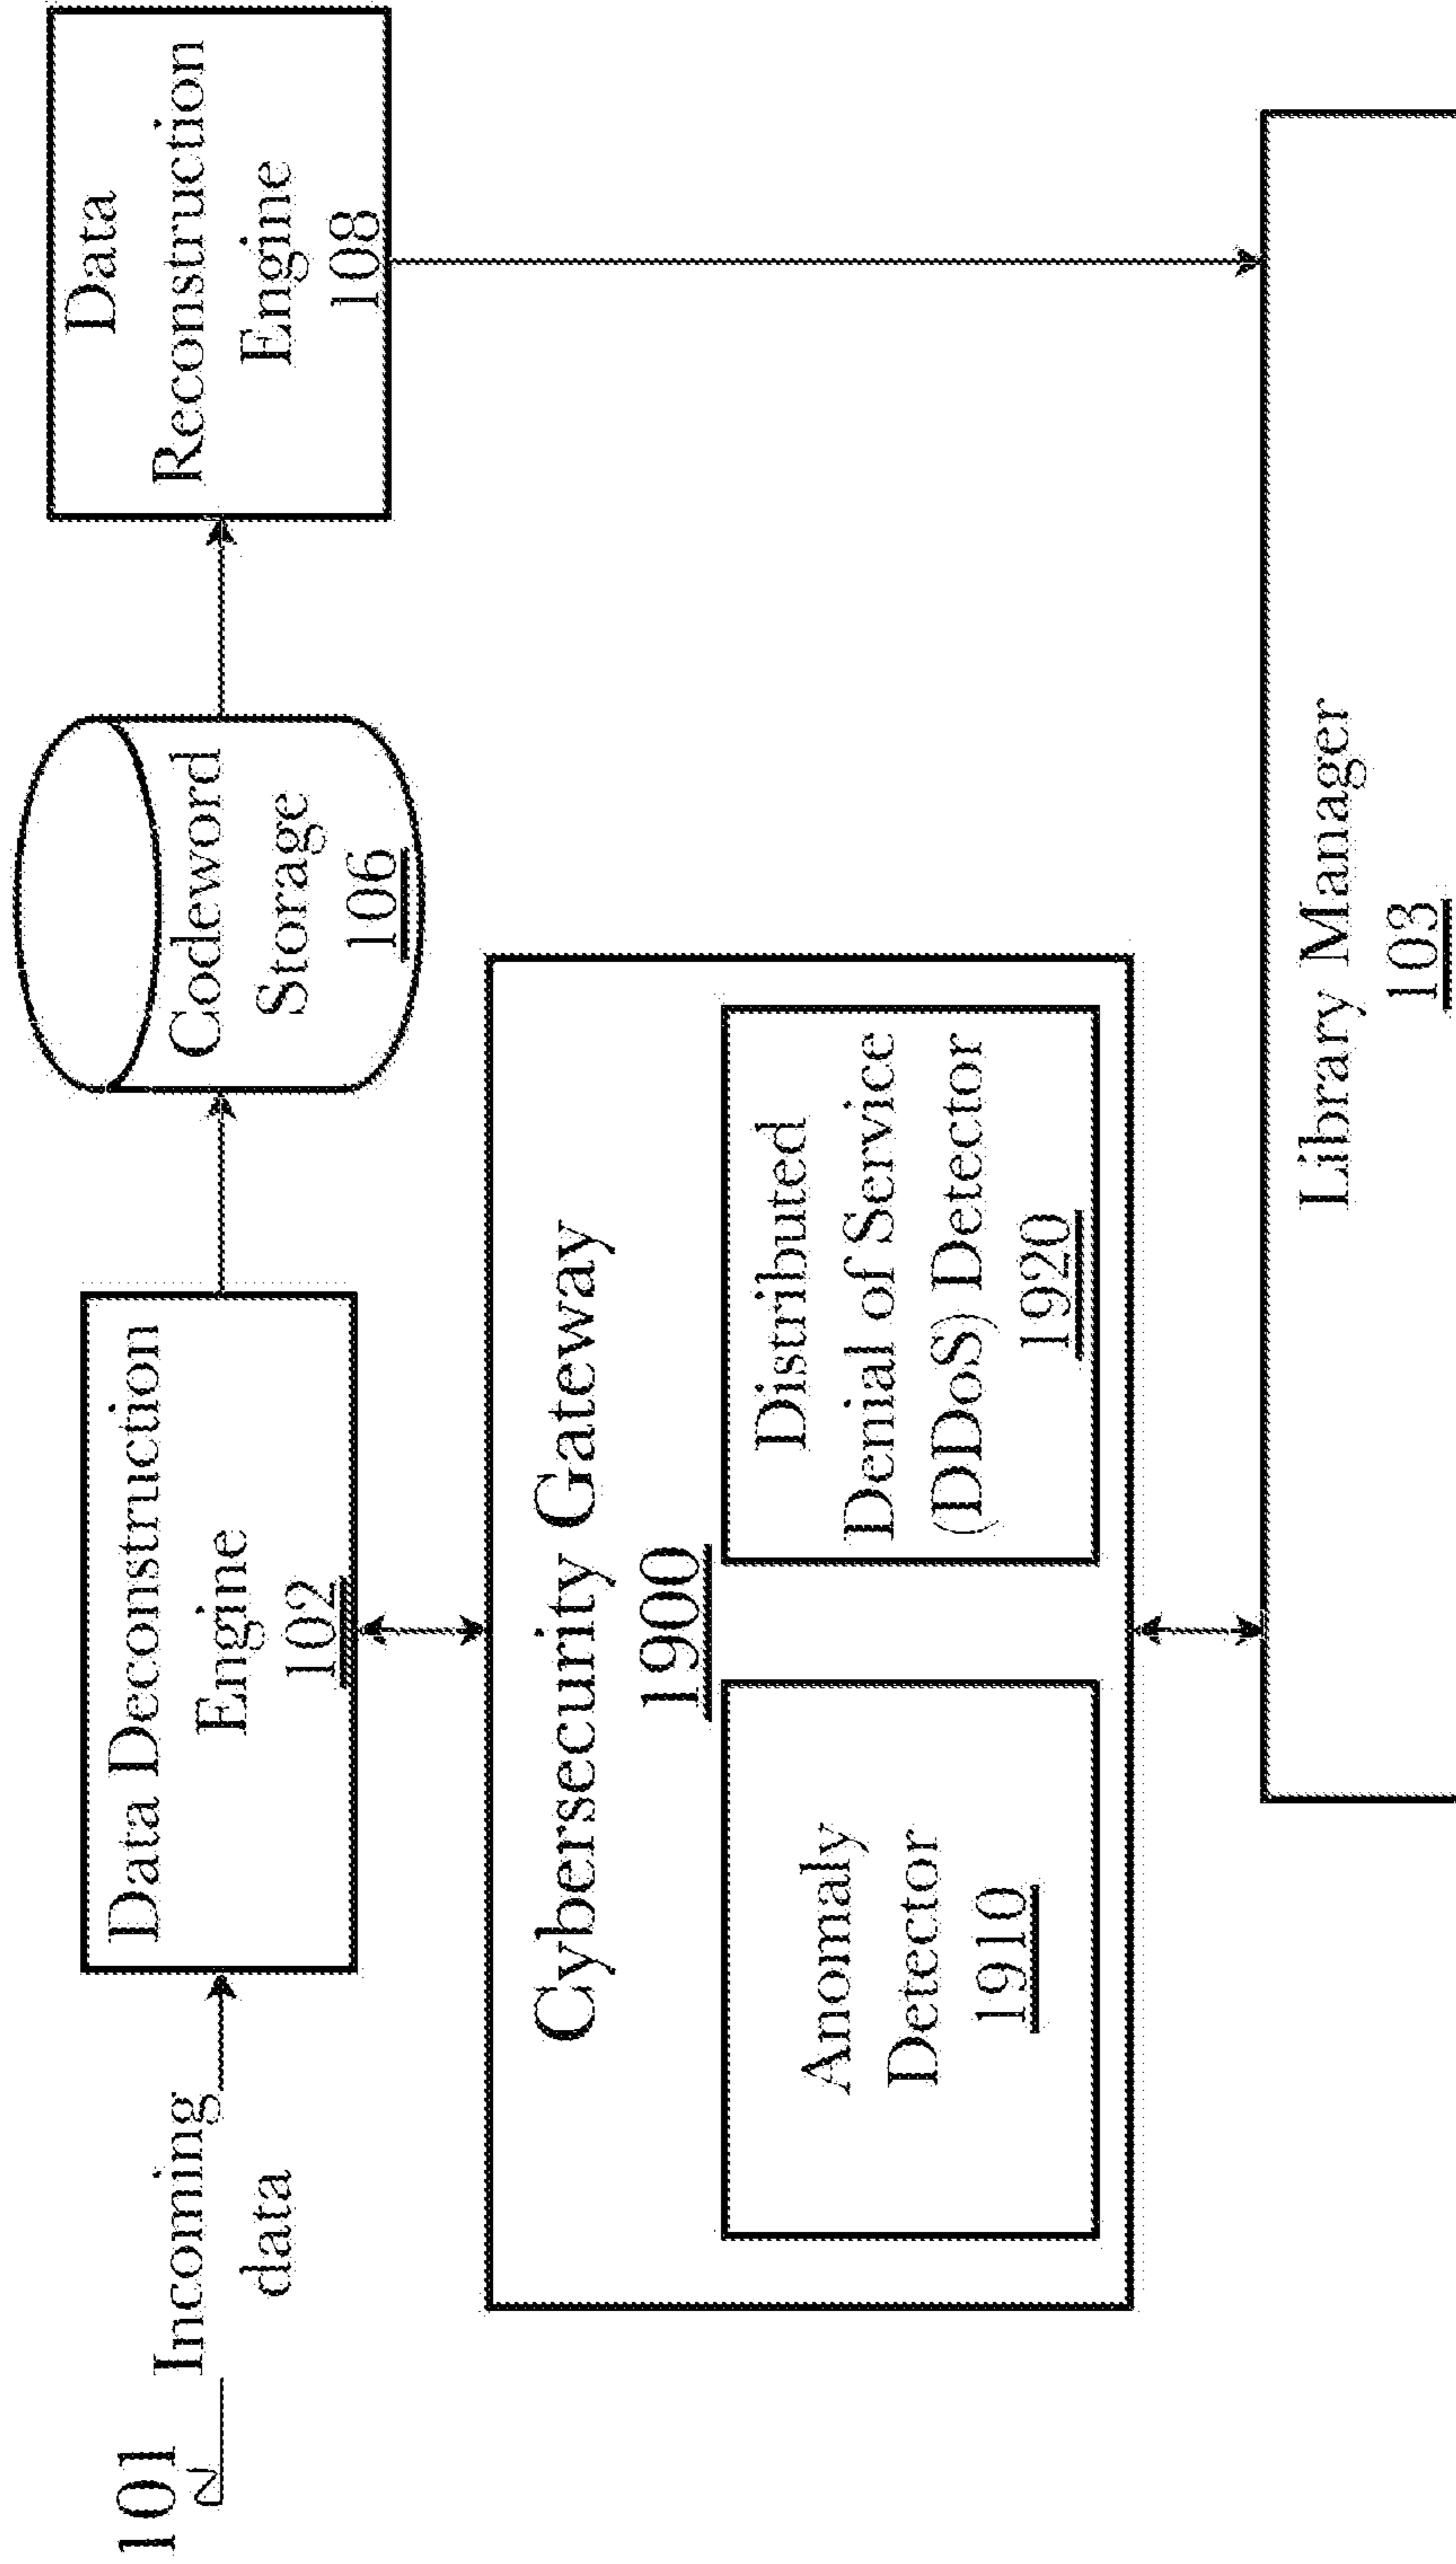 101
Incoming
data
Data Deconstruction
Engine
102
Codeword
Storage
106
Data
Reconstruction
Engine
108
Cybersecurity Gateway
1900
Anomaly
Detector
1910
Distributed
Denial of Service
(DDoS) Detector
1920
Library Manager
103